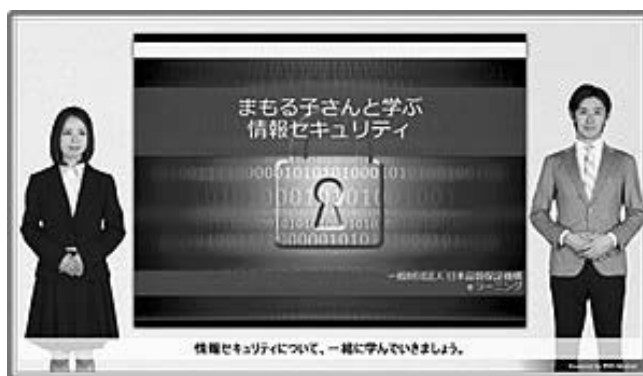 まもる子さんと学ぶ
情報セキュリティ
一般財団法人 日本品質保証機構
eラーニング
情報セキュリティについて、一緒に学んでいきましょう。